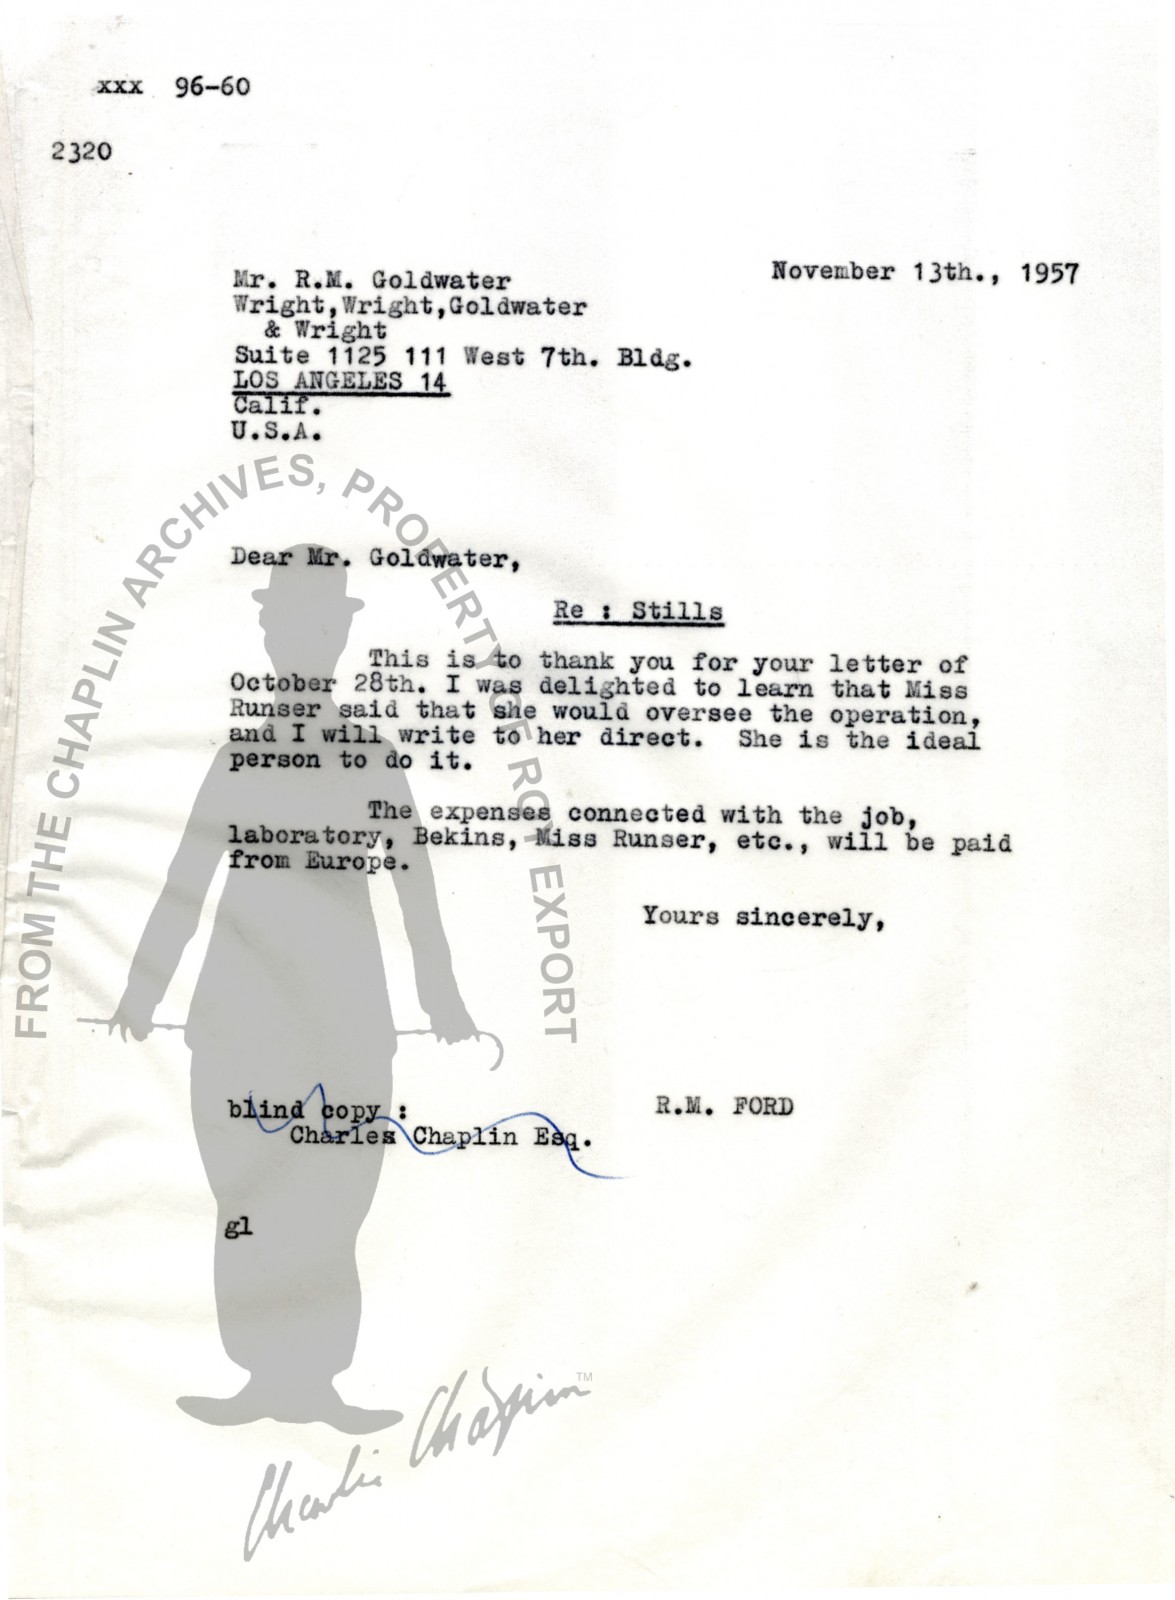 xxx 96-60
2320
November 13th., 1957
Mr. R.M. Goldwater
Wright,Wright,Goldwater
& Wright
Suite 1125 111 West 7th. Bldg.
LOS ANGELES 14
Calif.
U.S.A.
Dear Mr. Goldwater,
Re : Stills
This is to thank you for your letter of
October 28th. I was delighted to learn that Miss
Runser said that she would oversee the operation,
and I will write to her direct. She is the ideal
person to do it.
The expenses connected with the job,
laboratory, Bekins, Miss Runser, etc., will be paid
from Europe.
Yours sincerely,
R.M. FORD
blind copy :
Charles Chaplin Esq.
gl
FROM THE CHAPLIN ARCHIVES, PROPERTY OF ROY EXPORT
Charlie Chaplin TM